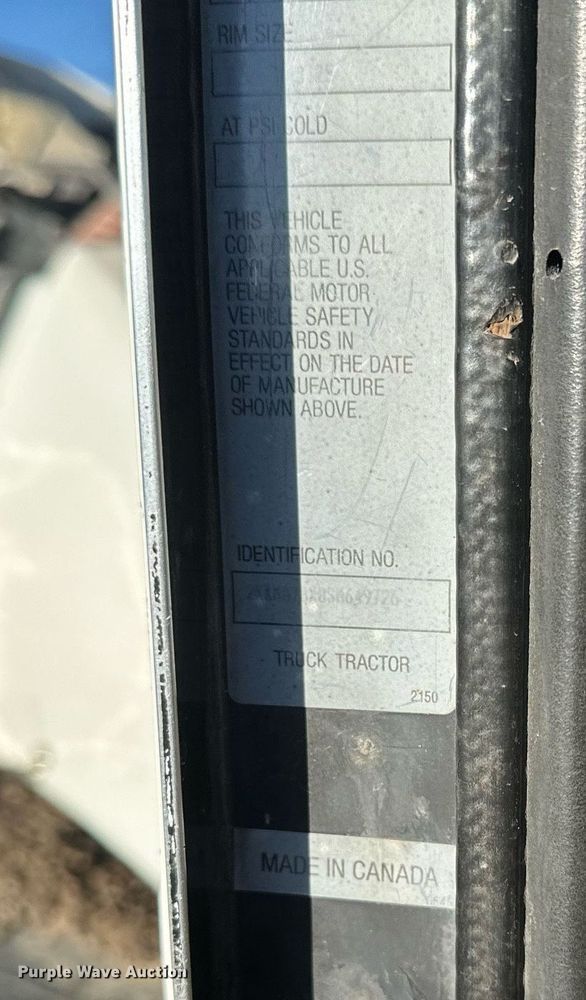 RIM SIZE
AT PSI COLD
THIS VEHICLE
CONFORMS TO ALL
APPLICABLE U.S.
FEDERAL MOTOR
VEHICLE SAFETY
STANDARDS IN
EFFECT ON THE DATE
OF MANUFACTURE
SHOWN ABOVE.
IDENTIFICATION NO.
TRUCK TRACTOR
2150
MADE IN CANADA
Purple Wave Auction